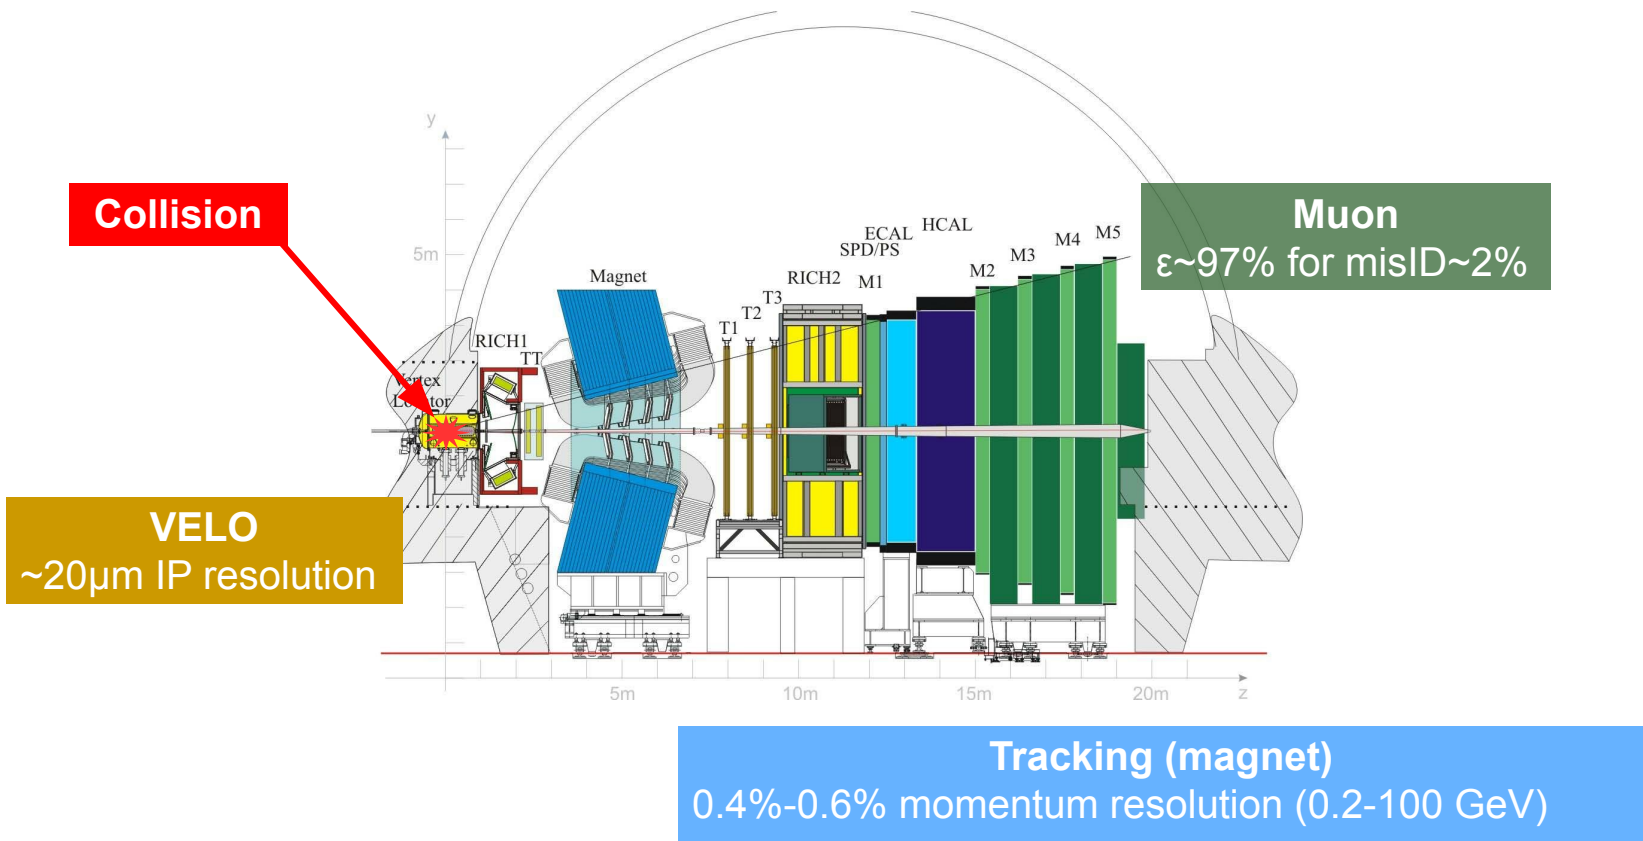 y
Collision
Muon
ε~97% for misID~2%
5m
Magnet
RICH1
TT
Vertex
Locator
T1
T2
T3
RICH2
M1
SPD/PS
ECAL
HCAL
M2
M3
M4
M5
VELO
~20μm IP resolution
5m
10m
15m
20m
z
Tracking (magnet)
0.4%-0.6% momentum resolution (0.2-100 GeV)